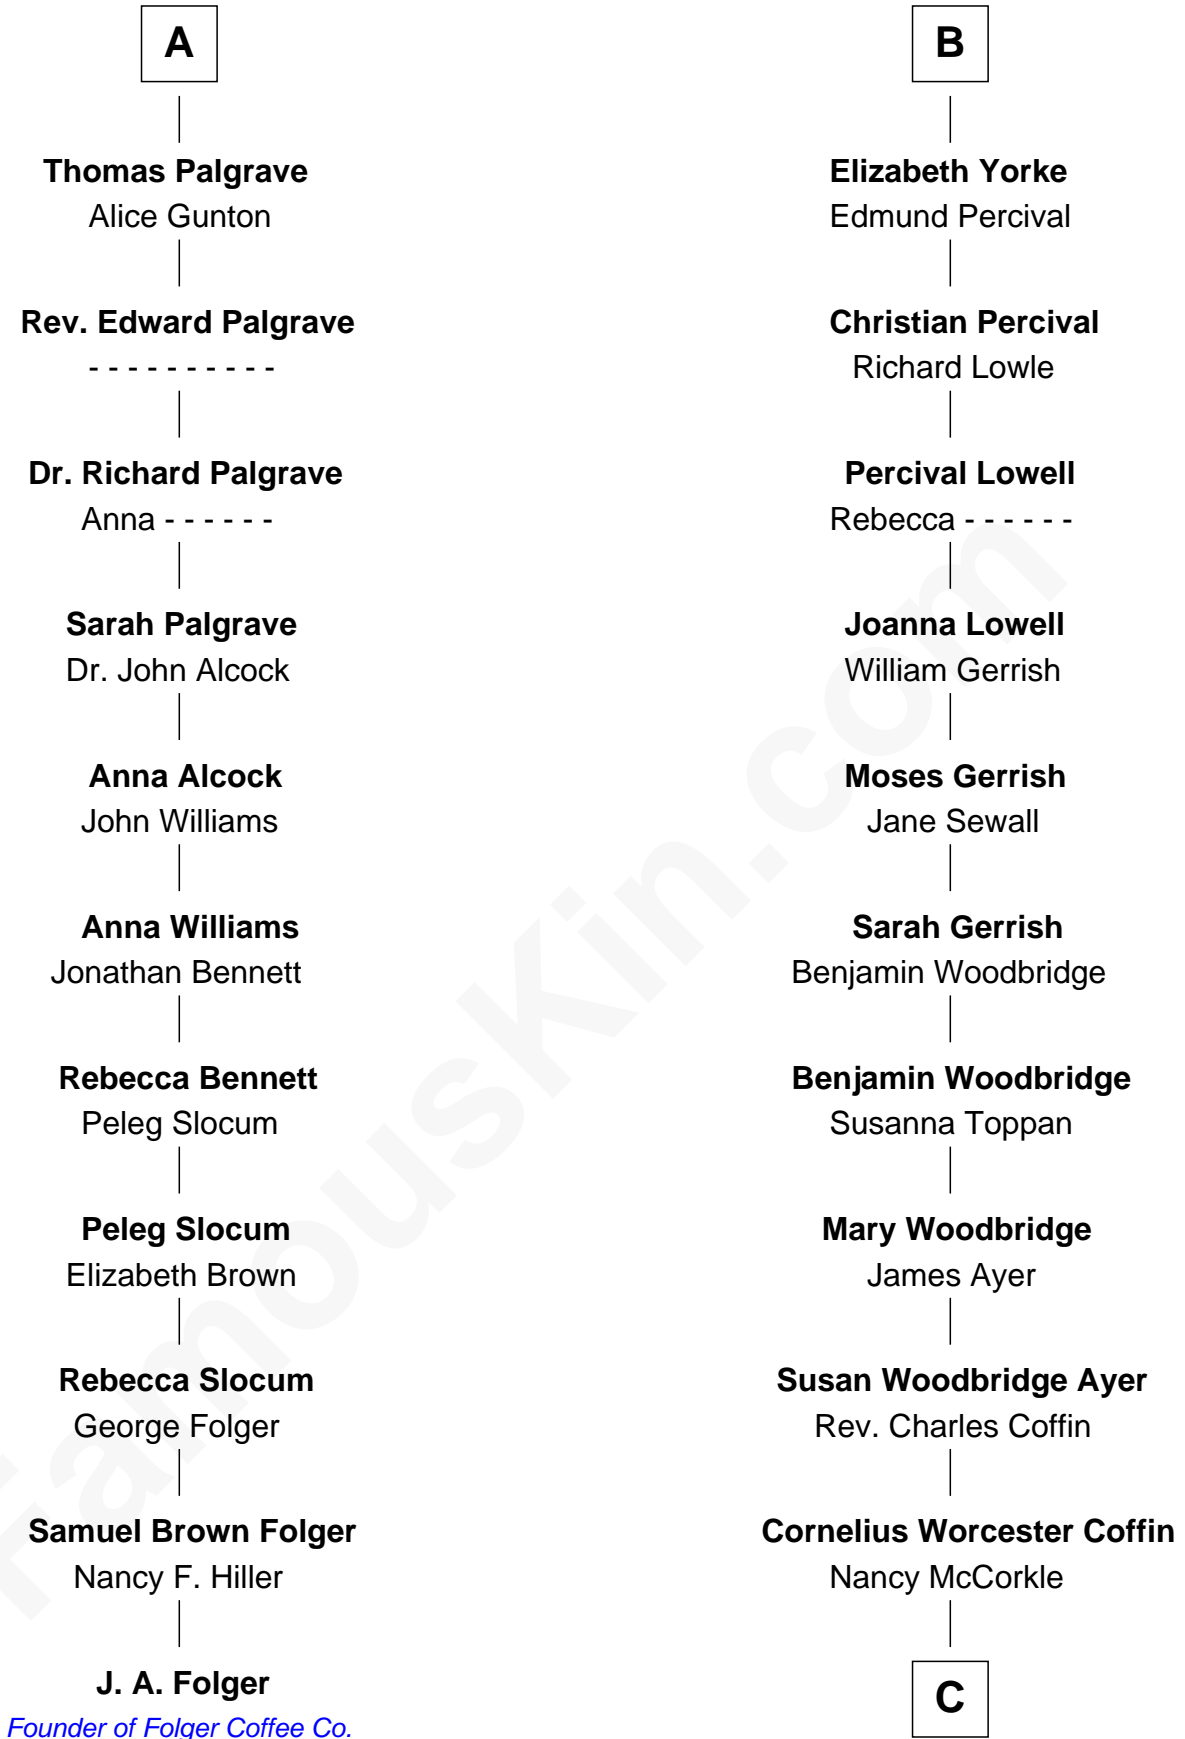 A
Thomas Palgrave
Alice Gunton
Rev. Edward Palgrave
- - - - - - - - - -
Dr. Richard Palgrave
Anna - - - - - -
Sarah Palgrave
Dr. John Alcock
Anna Alcock
John Williams
Anna Williams
Jonathan Bennett
Rebecca Bennett
Peleg Slocum
Peleg Slocum
Elizabeth Brown
Rebecca Slocum
George Folger
Samuel Brown Folger
Nancy F. Hiller
J. A. Folger
Founder of Folger Coffee Co.
B
Elizabeth Yorke
Edmund Percival
Christian Percival
Richard Lowle
Percival Lowell
Rebecca - - - - - -
Joanna Lowell
William Gerrish
Moses Gerrish
Jane Sewall
Sarah Gerrish
Benjamin Woodbridge
Benjamin Woodbridge
Susanna Toppan
Mary Woodbridge
James Ayer
Susan Woodbridge Ayer
Rev. Charles Coffin
Cornelius Worcester Coffin
Nancy McCorkle
C
FamousKin.com